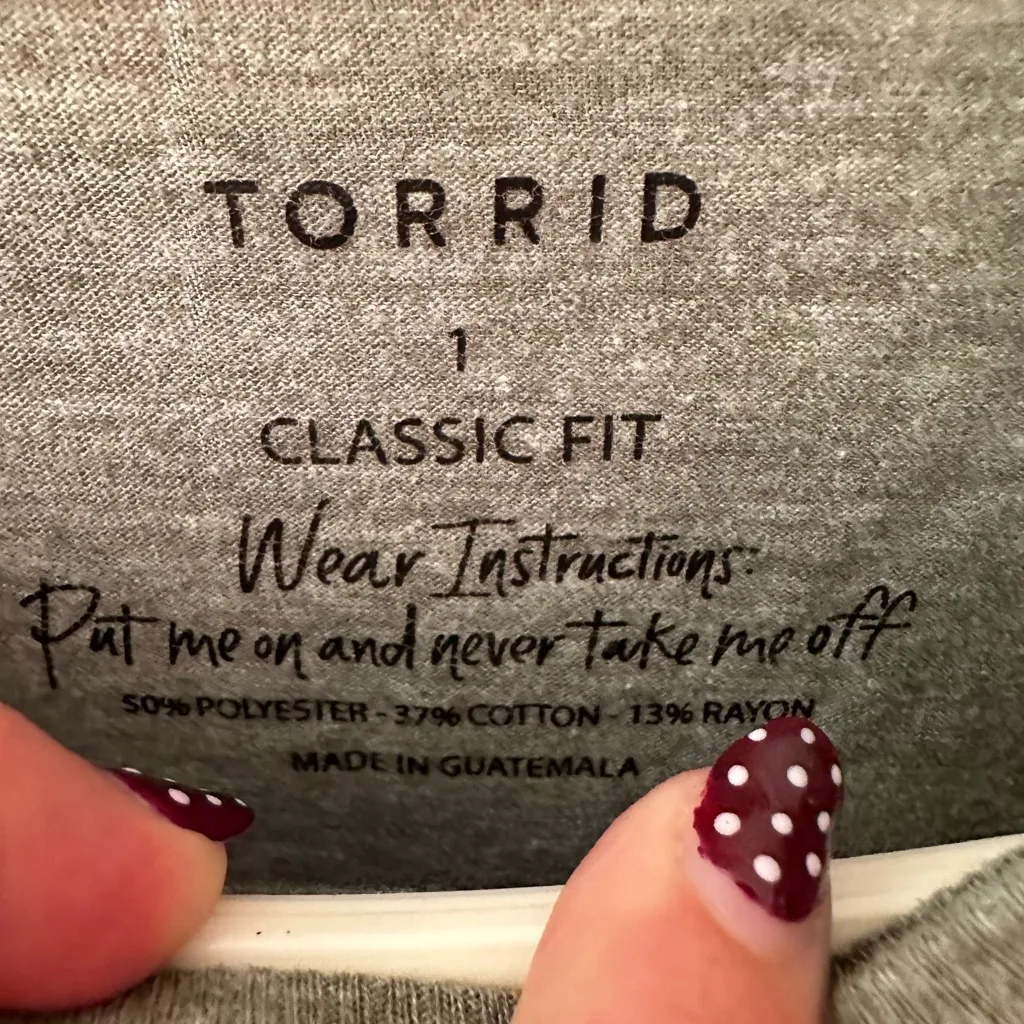 TORRID
1
CLASSIC FIT
Wear Instructions:
Put me on and never take me off
50% POLYESTER - 37% COTTON - 13% RAYON
MADE IN GUATEMALA